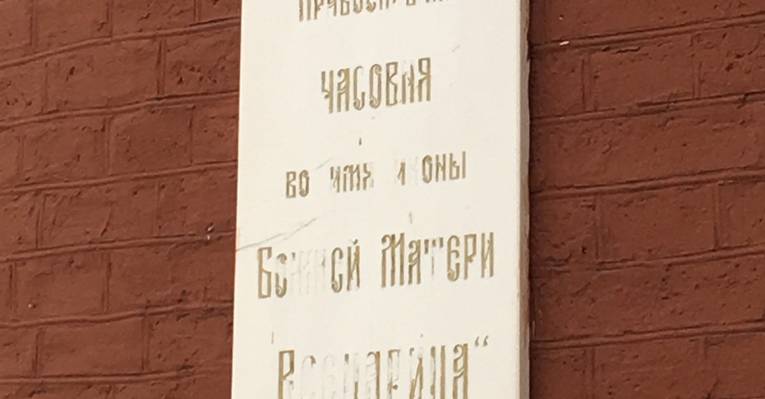 часовня
во имя иконы
Божией Матери
Всецарица“